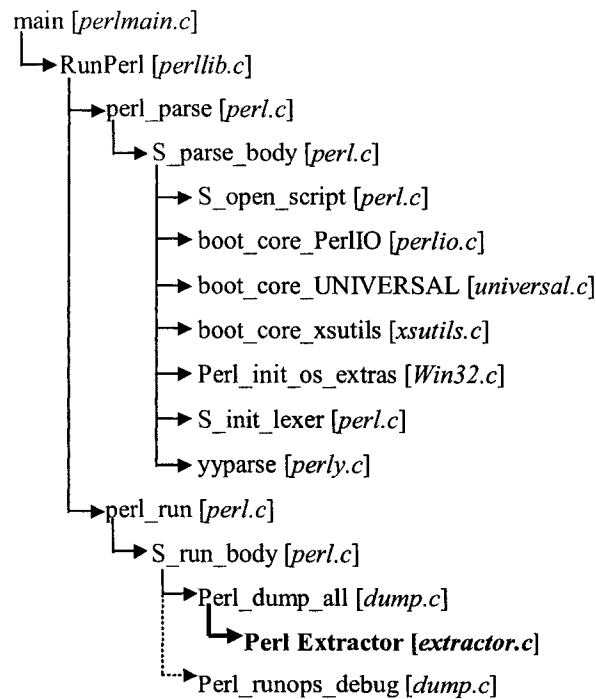 main [perlmain.c]
RunPerl [perllib.c]
perl_parse [perl.c]
S_parse_body [perl.c]
S_open_script [perl.c]
boot_core_PerlIO [perlio.c]
boot_core_UNIVERSAL [universal.c]
boot_core_xsutils [xsutils.c]
Perl_init_os_extras [Win32.c]
S_init_lexer [perl.c]
yyparse [perly.c]
perl_run [perl.c]
S_run_body [perl.c]
Perl_dump_all [dump.c]
Perl Extractor [extractor.c]
Perl_runops_debug [dump.c]